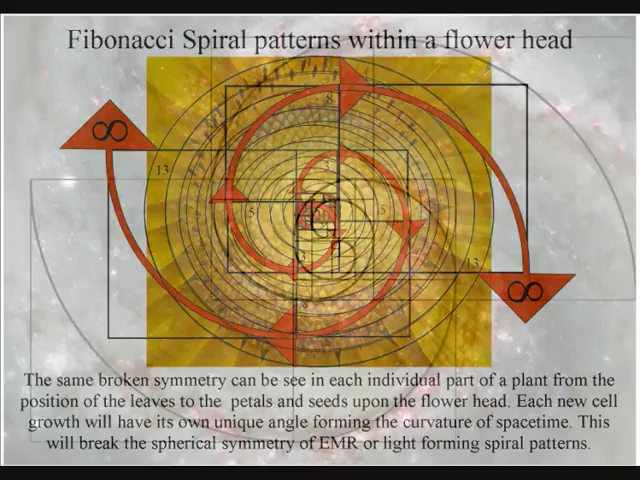 Fibonacci Spiral patterns within a flower head
∞
8
13
3
5
5
13
∞
The same broken symmetry can be see in each individual part of a plant from the
position of the leaves to the petals and seeds upon the flower head. Each new cell
growth will have its own unique angle forming the curvature of spacetime. This
will break the spherical symmetry of EMR or light forming spiral patterns.